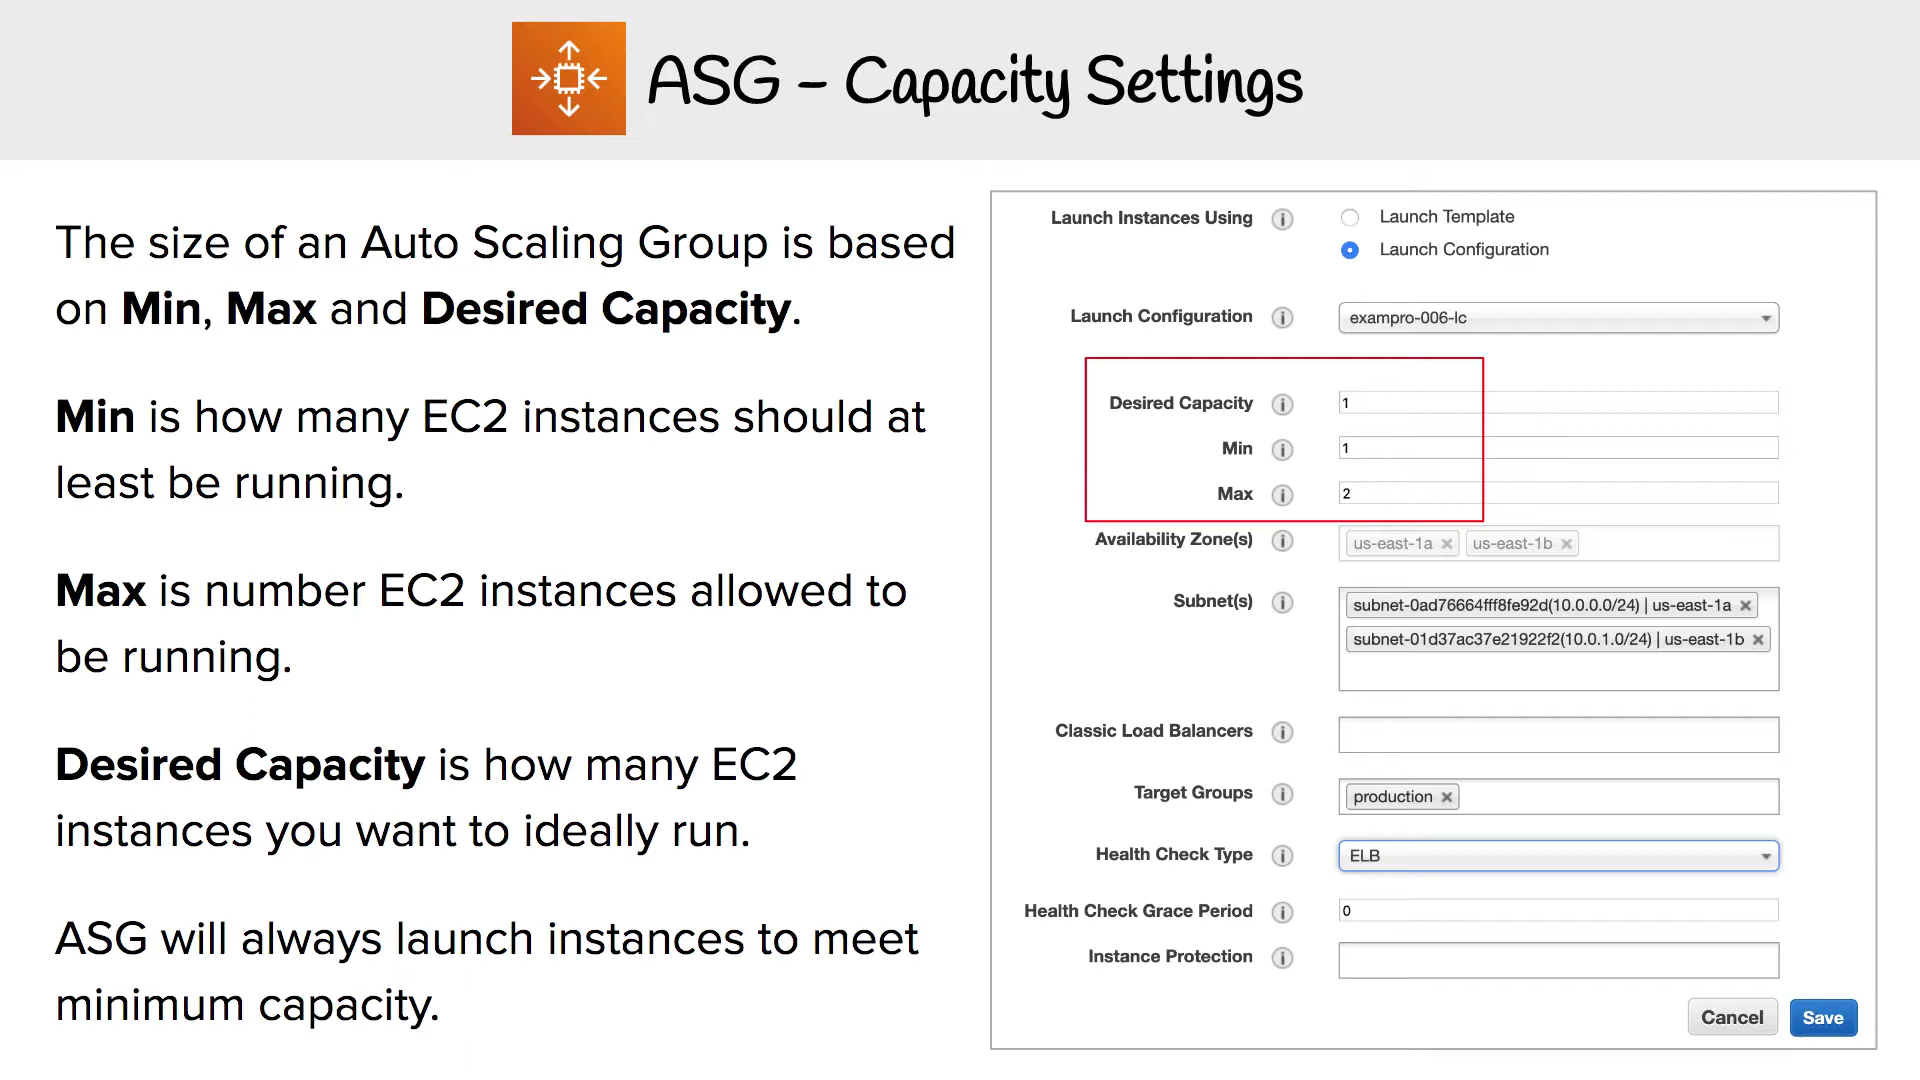 ASG – Capacity Settings
The size of an Auto Scaling Group is based
on Min, Max and Desired Capacity.
Min is how many EC2 instances should at
least be running.
Max is number EC2 instances allowed to
be running.
Desired Capacity is how many EC2
instances you want to ideally run.
ASG will always launch instances to meet
minimum capacity.
Launch Instances Using
Launch Template
Launch Configuration
Launch Configuration
exampro-006-lc
Desired Capacity 1
Min 1
Max 2
Availability Zone(s) us-east-1a × us-east-1b ×
Subnet(s) subnet-0ad76664fff8fe92d(10.0.0.0/24) | us-east-1a ×
subnet-01d37ac37e21922f2(10.0.1.0/24) | us-east-1b ×
Classic Load Balancers
Target Groups production ×
Health Check Type ELB
Health Check Grace Period 0
Instance Protection
Cancel Save